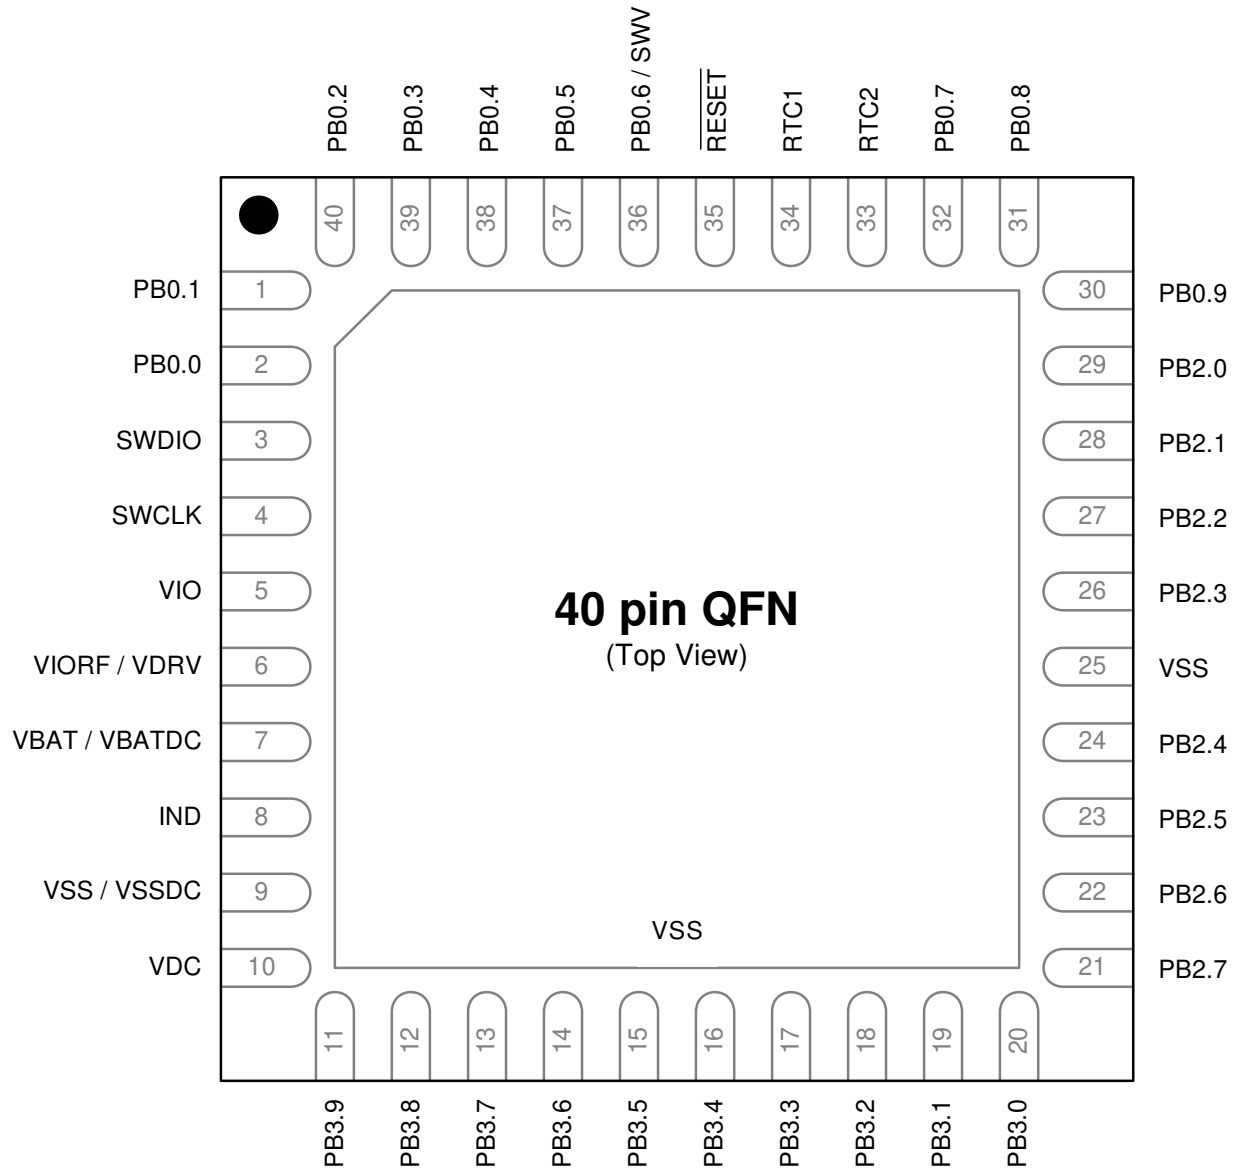 PB0.2
PB0.3
PB0.4
PB0.5
PB0.6 / SWV
RESET
RTC1
RTC2
PB0.7
PB0.8
40
39
38
37
36
35
34
33
32
31
PB0.1 1
PB0.0 2
SWDIO 3
SWCLK 4
VIO 5
VIORF / VDRV 6
VBAT / VBATDC 7
IND 8
VSS / VSSDC 9
VDC 10
40 pin QFN
(Top View)
VSS
30 PB0.9
29 PB2.0
28 PB2.1
27 PB2.2
26 PB2.3
25 VSS
24 PB2.4
23 PB2.5
22 PB2.6
21 PB2.7
11
12
13
14
15
16
17
18
19
20
PB3.9
PB3.8
PB3.7
PB3.6
PB3.5
PB3.4
PB3.3
PB3.2
PB3.1
PB3.0